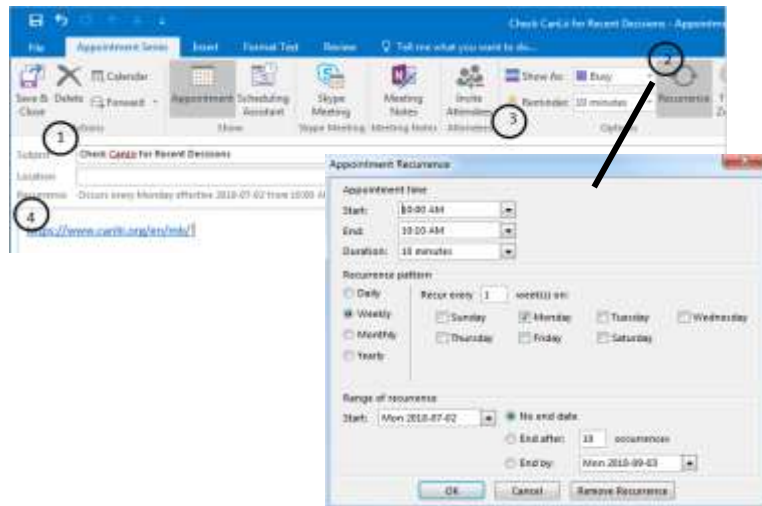 Check CanLii for Recent Decisions - Appointme
File Appointment Series Insert Format Text Review Tell me what you want to do...
Save & Close
Delete
Calendar
Forward
Appointment
Scheduling Assistant
Skype Meeting
Meeting Notes
Invite Attendees
Show As: Busy
Reminder: 10 minutes
Recurrence
Show
Skype Meeting
Meeting Notes
Attendees
Options
1
2
3
4
Subject Check CanLii for Recent Decisions
Location
Recurrence Occurs every Monday effective 2018-07-02 from 10:00 A
://www.canlii.org/en/mb/
Appointment Recurrence
Appointment time
Start: 10:00 AM
End: 10:10 AM
Duration: 10 minutes
Recurrence pattern
Daily
Weekly
Monthly
Yearly
Recur every 1 week(s) on:
Sunday Monday Tuesday Wednesday
Thursday Friday Saturday
Range of recurrence
Start: Mon 2018-07-02
No end date
End after: 10 occurrences
End by: Mon 2018-09-03
OK Cancel Remove Recurrence